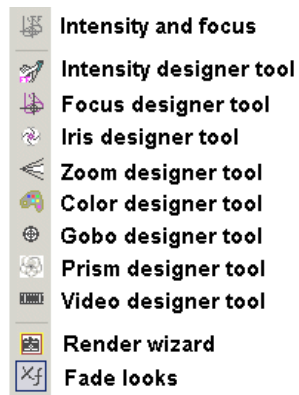 Intensity and focus
Intensity designer tool
Focus designer tool
Iris designer tool
Zoom designer tool
Color designer tool
Gobo designer tool
Prism designer tool
Video designer tool
Render wizard
Xf Fade looks